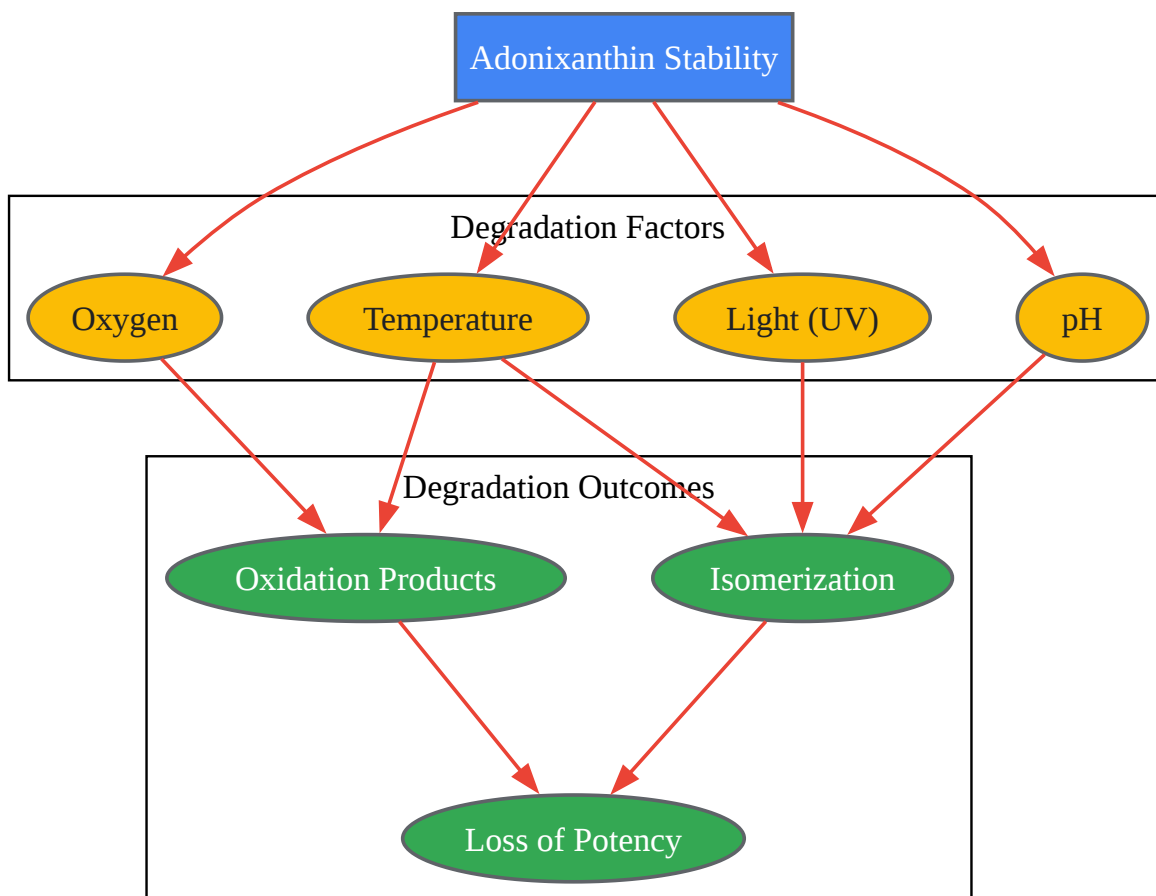 Adonixanthin Stability
Degradation Factors
Oxygen
Temperature
Light (UV)
pH
Degradation Outcomes
Oxidation Products
Isomerization
Loss of Potency